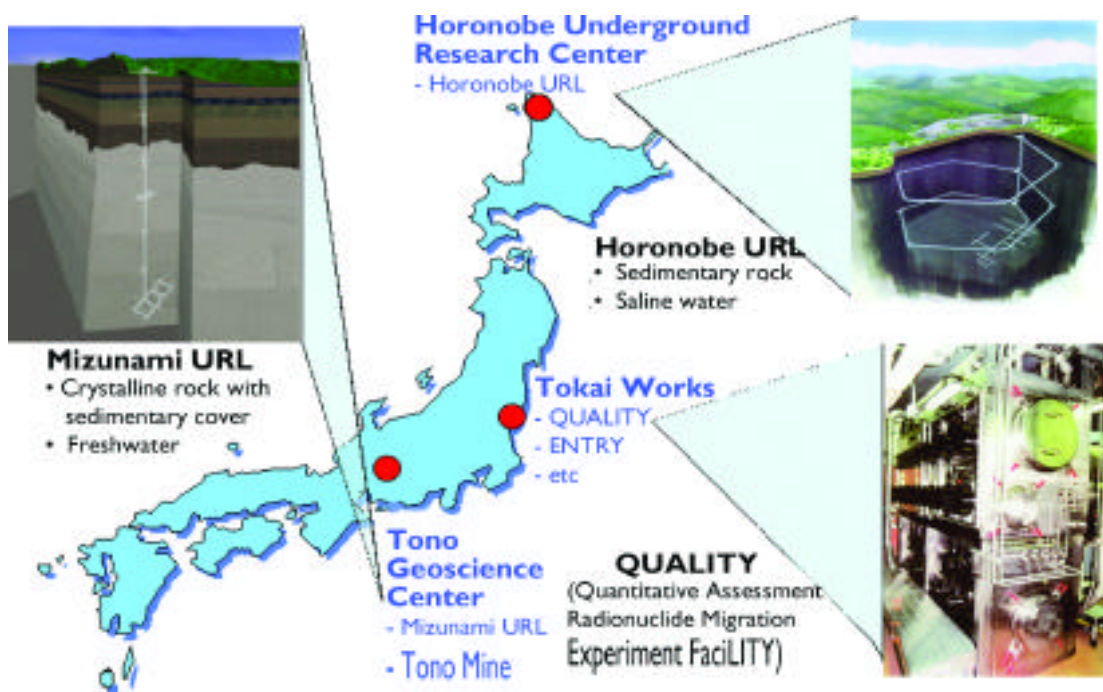 Horonobe Underground
Research Center
- Horonobe URL
Horonobe URL
• Sedimentary rock
• Saline water
Mizunami URL
• Crystalline rock with
sedimentary cover
• Freshwater
Tokai Works
- QUALITY
- ENTRY
- etc
Tono
Geoscience
Center
- Mizunami URL
- Tono Mine
QUALITY
(Quantitative Assessment
Radionuclide Migration
Experiment FaciLITY)